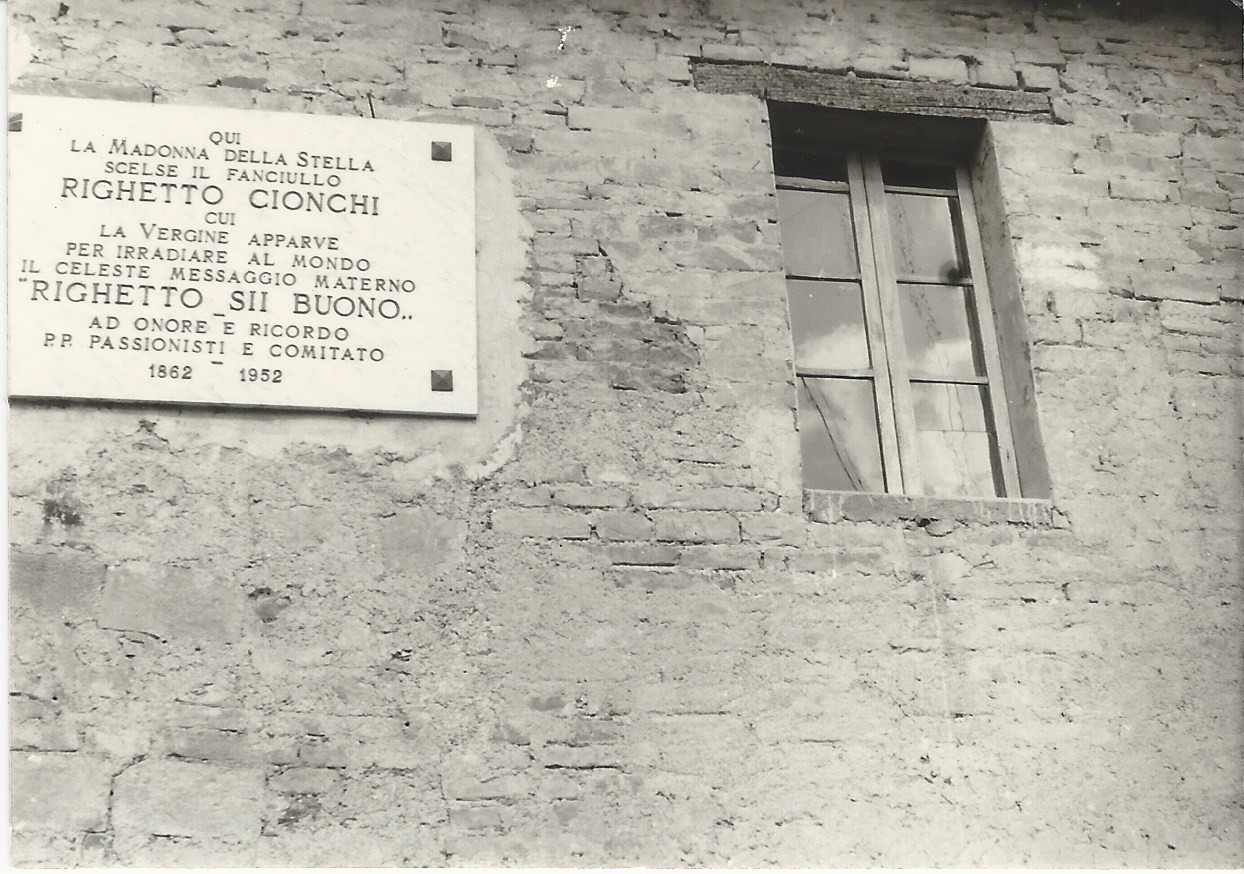 QUI
LA MADONNA DELLA STELLA
SCELSE IL FANCIULLO
RIGHETTO CIONCHI
CUI
LA VERGINE APPARVE
PER IRRADIARE AL MONDO
IL CELESTE MESSAGGIO MATERNO
"RIGHETTO _ SII BUONO„
AD ONORE E RICORDO
P.P. PASSIONISTI E COMITATO
1862 – 1952